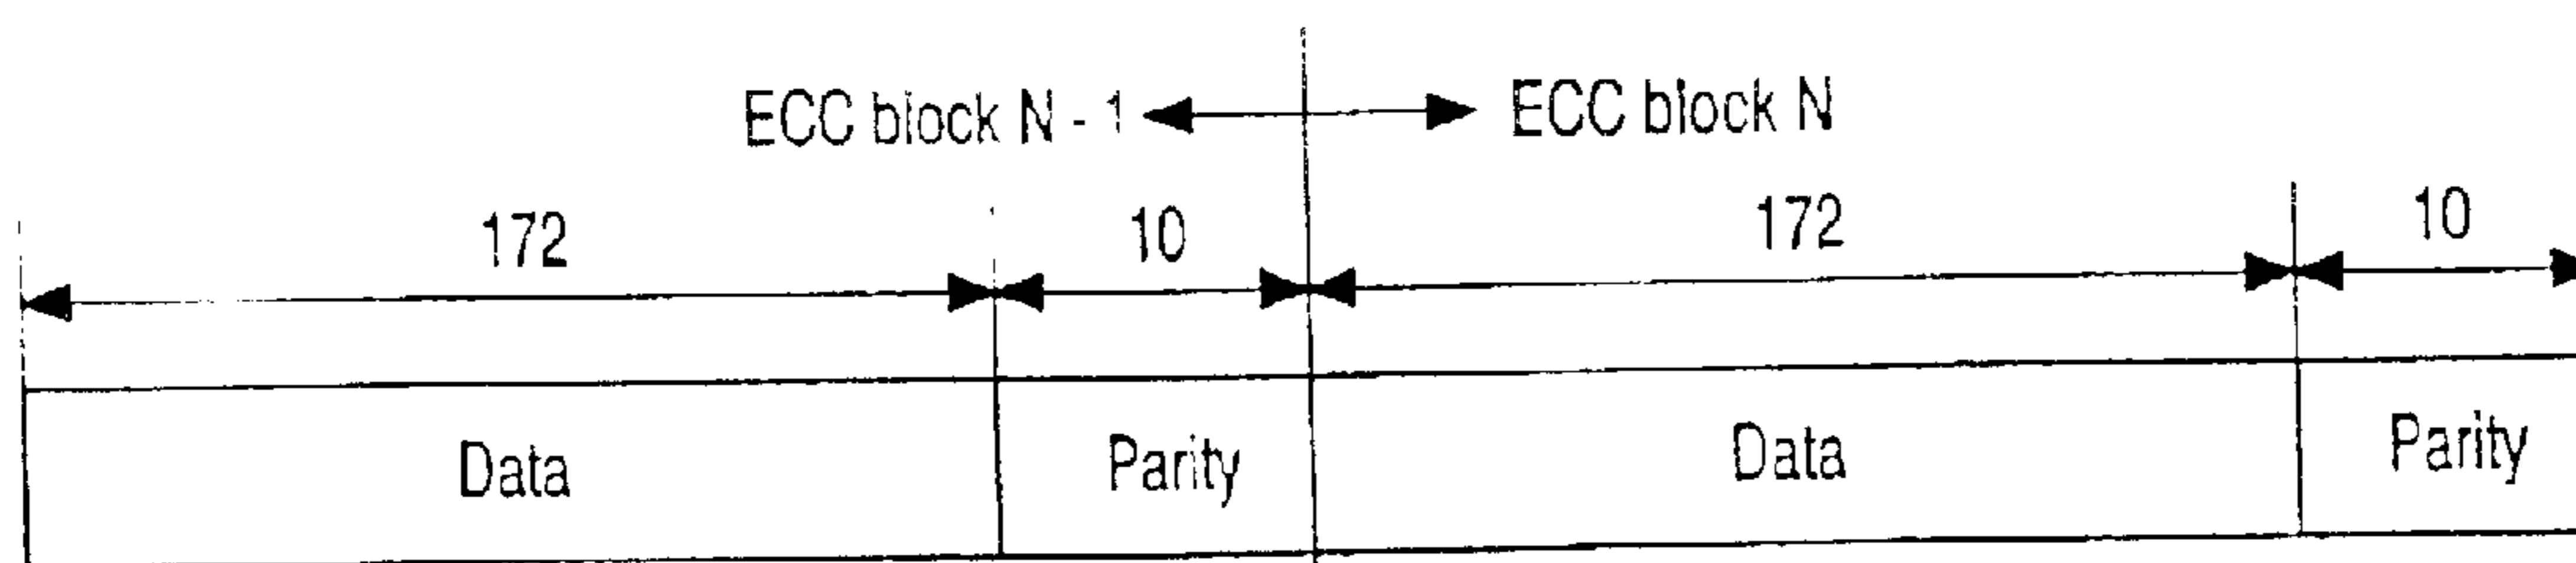 ECC block N - 1 ECC block N
172 10 172 10
Data Parity Data Parity